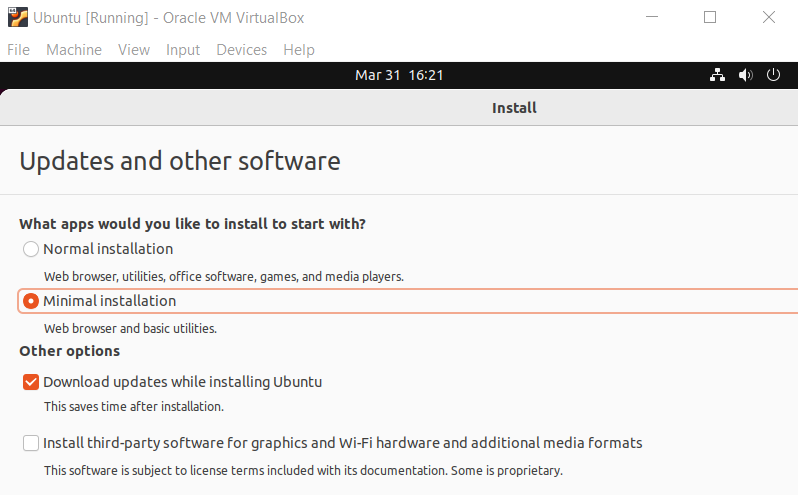 Ubuntu [Running] - Oracle VM VirtualBox
File Machine View Input Devices Help
Mar 31 16:21
Install
Updates and other software
What apps would you like to install to start with?
Normal installation
Web browser, utilities, office software, games, and media players.
Minimal installation
Web browser and basic utilities.
Other options
Download updates while installing Ubuntu
This saves time after installation.
Install third-party software for graphics and Wi-Fi hardware and additional media formats
This software is subject to license terms included with its documentation. Some is proprietary.